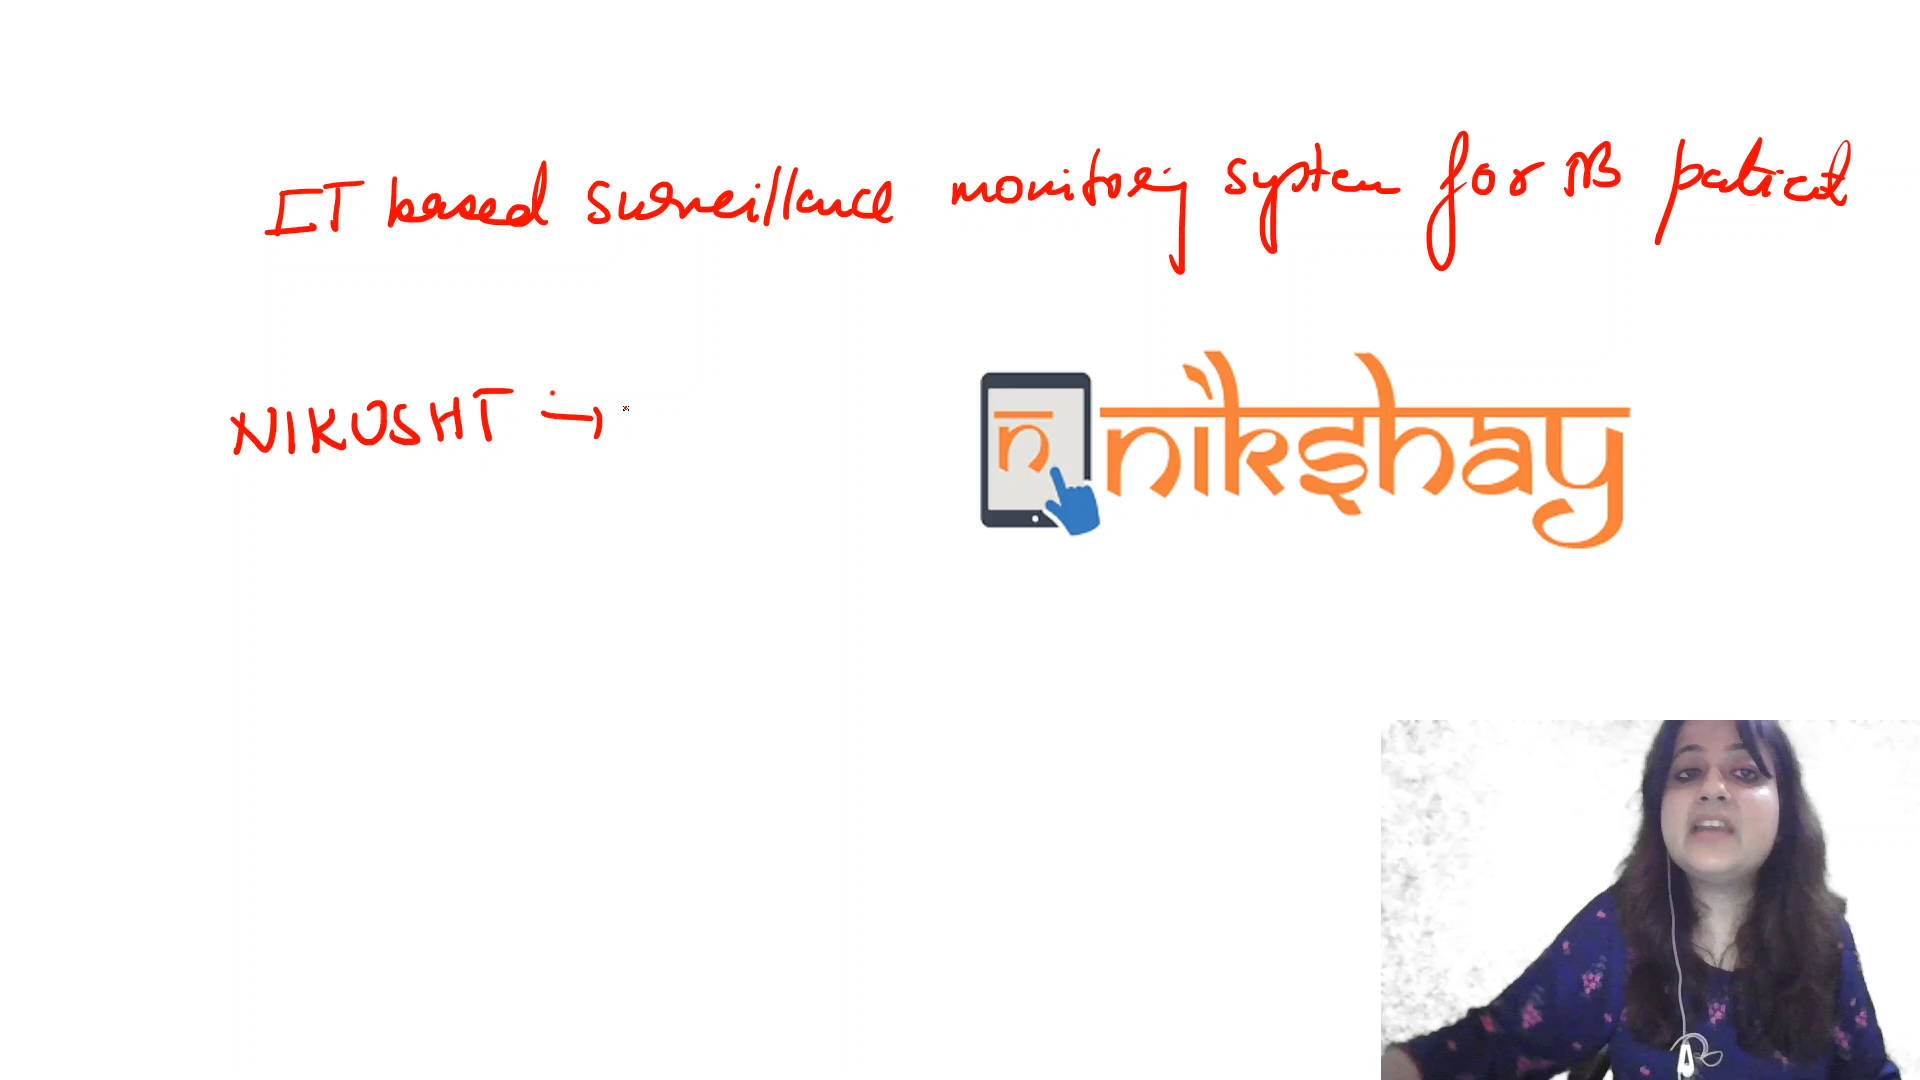 IT based surveillance monitoring system for TB patient
NIKUSHT →
n nikshay